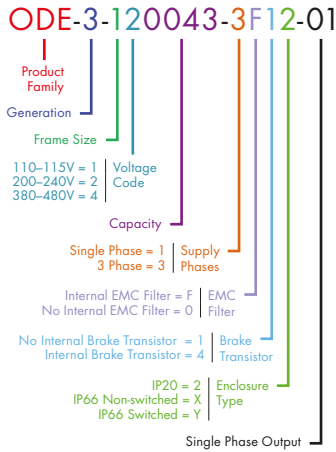 ODE-3-120043-3F12-01
Product
Family
Generation
Frame Size
110–115V = 1 Voltage
200–240V = 2 Code
380–480V = 4
Capacity
Single Phase = 1 Supply
3 Phase = 3 Phases
Internal EMC Filter = F EMC
No Internal EMC Filter = 0 Filter
No Internal Brake Transistor = 1 Brake
Internal Brake Transistor = 4 Transistor
IP20 = 2 Enclosure
IP66 Non-switched = X Type
IP66 Switched = Y
Single Phase Output